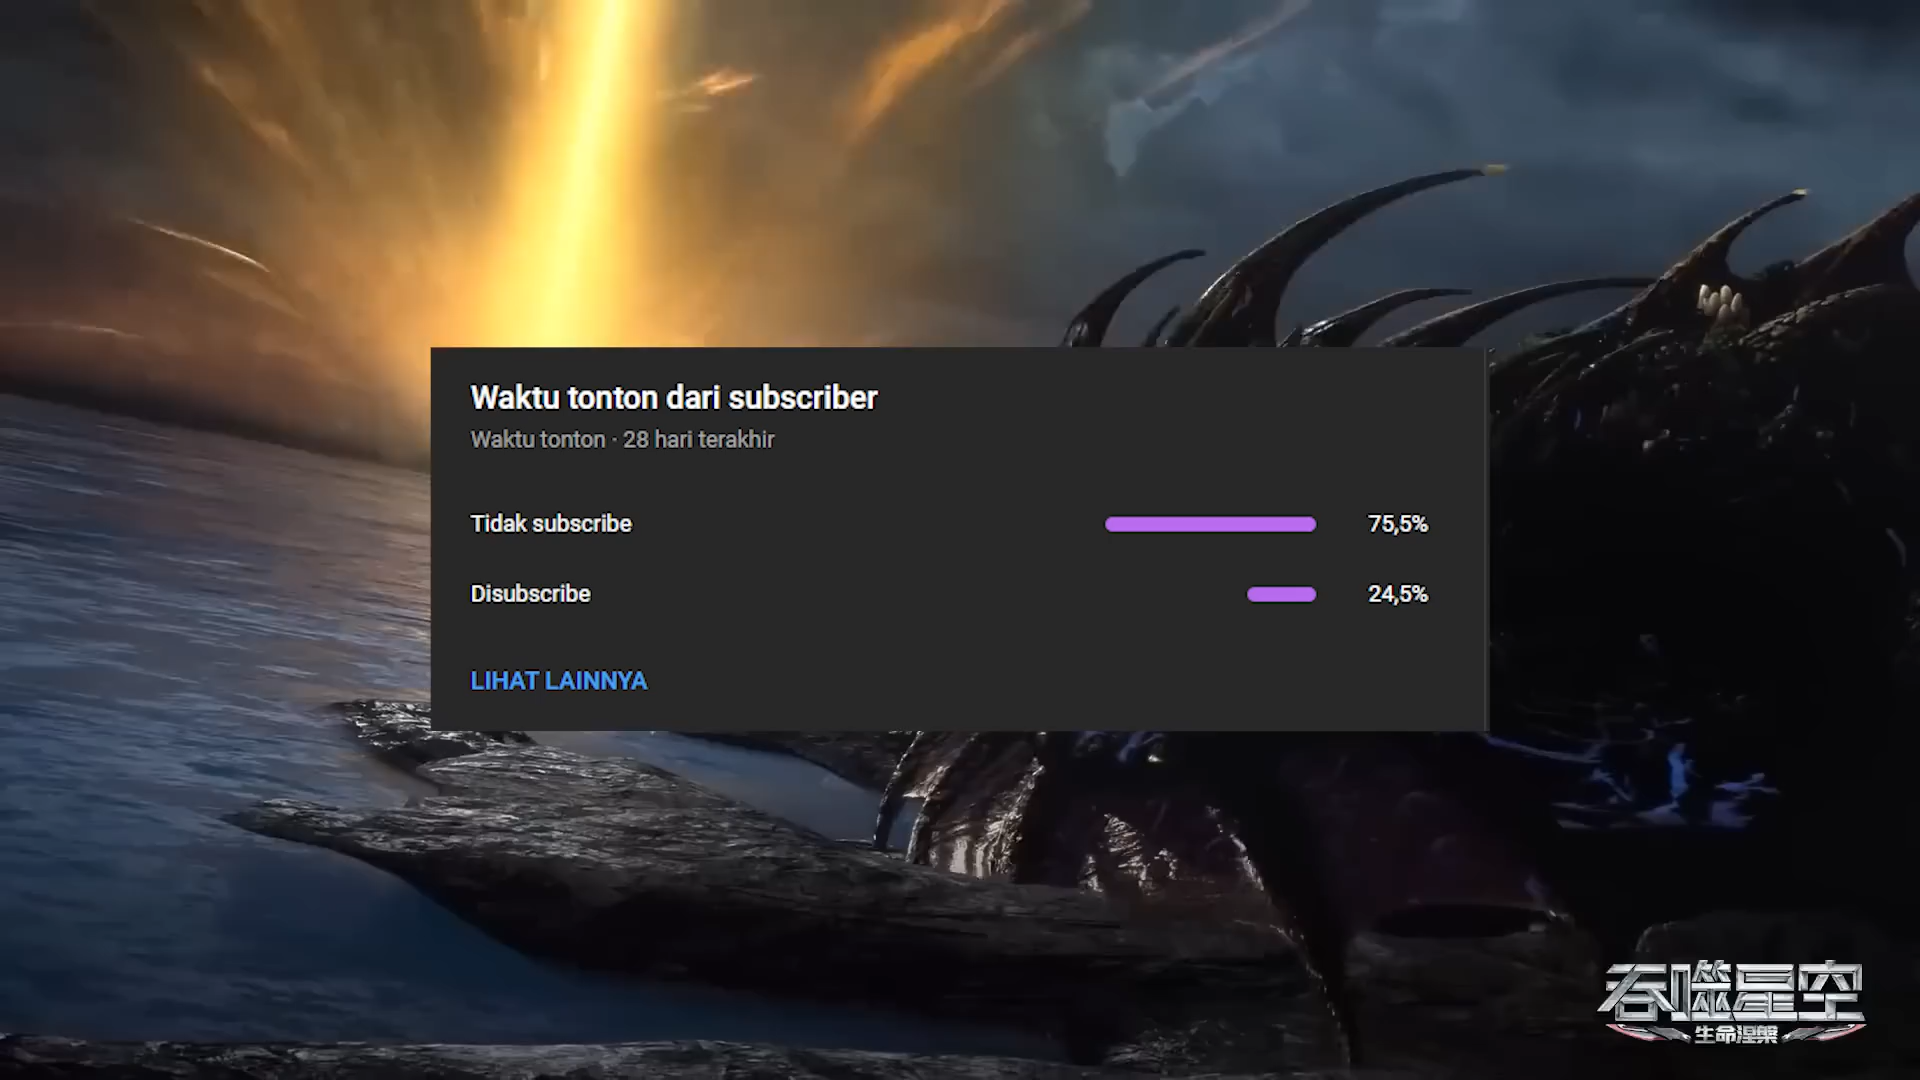 Waktu tonton dari subscriber
Waktu tonton · 28 hari terakhir
Tidak subscribe 75,5%
Disubscribe 24,5%
LIHAT LAINNYA
吞噬星空
生命涅槃